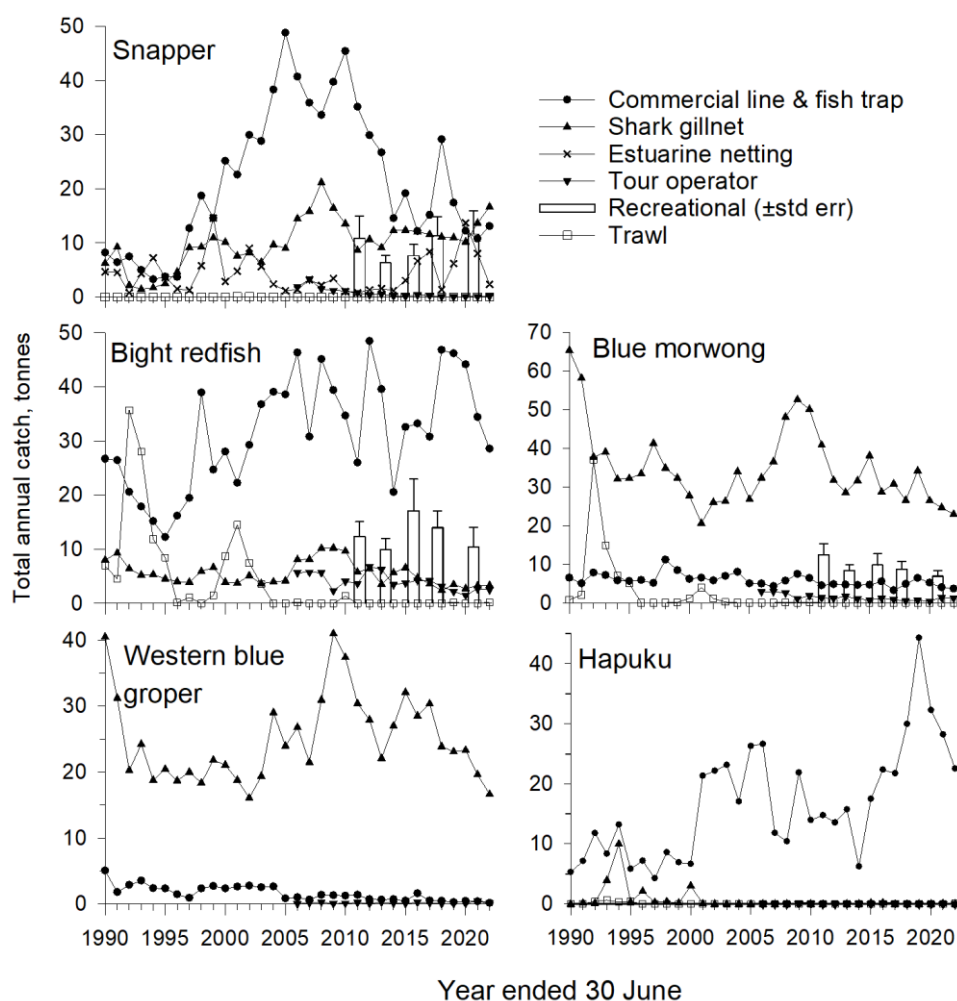 Snapper
50
40
30
20
10
0
Commercial line & fish trap
Shark gillnet
Estuarine netting
Tour operator
Recreational (±std err)
Trawl
Total annual catch, tonnes
Bight redfish
50
40
30
20
10
0
Blue morwong
70
60
50
40
30
20
10
0
Western blue
groper
40
30
20
10
0
1990 1995 2000 2005 2010 2015 2020
Hapuku
40
30
20
10
0
1990 1995 2000 2005 2010 2015 2020
Year ended 30 June